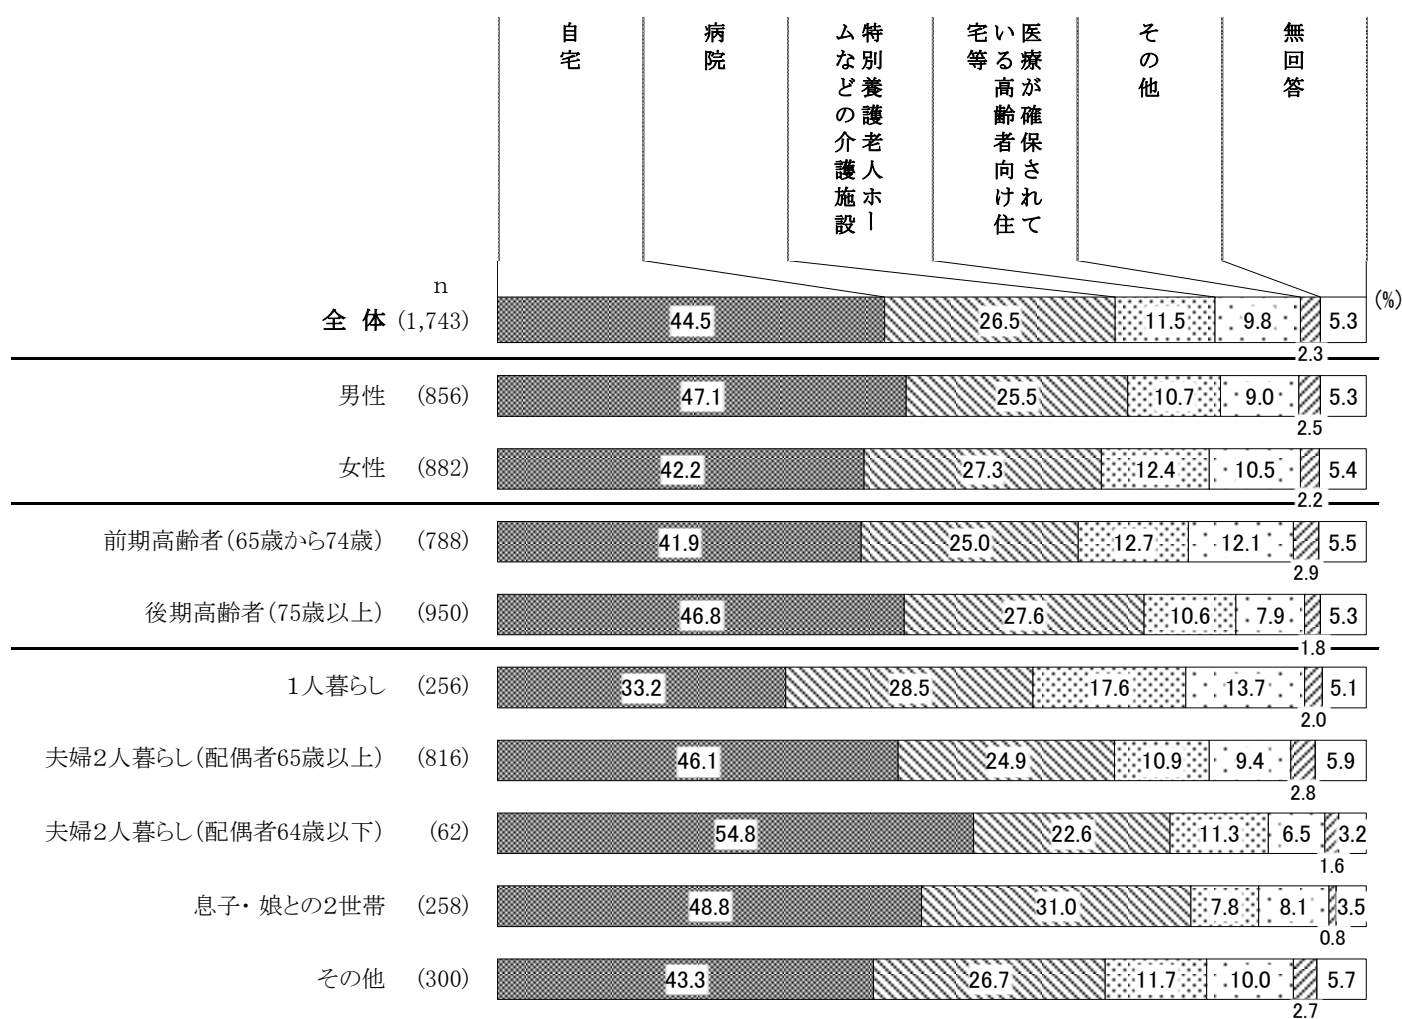 自宅
病院
特別養護老人ホー
ムなどの介護施設
医療が確保されて
いる高齢者向け住
宅等
その他
無回答
n
(%)
全 体 (1,743) 44.5 26.5 11.5 9.8 5.3
2.3
男性 (856) 47.1 25.5 10.7 9.0 5.3
2.5
女性 (882) 42.2 27.3 12.4 10.5 5.4
2.2
前期高齢者(65歳から74歳) (788) 41.9 25.0 12.7 12.1 5.5
2.9
後期高齢者(75歳以上) (950) 46.8 27.6 10.6 7.9 5.3
1.8
1人暮らし (256) 33.2 28.5 17.6 13.7 5.1
2.0
夫婦2人暮らし(配偶者65歳以上) (816) 46.1 24.9 10.9 9.4 5.9
2.8
夫婦2人暮らし(配偶者64歳以下) (62) 54.8 22.6 11.3 6.5 3.2
1.6
息子・娘との2世帯 (258) 48.8 31.0 7.8 8.1 3.5
0.8
その他 (300) 43.3 26.7 11.7 10.0 5.7
2.7